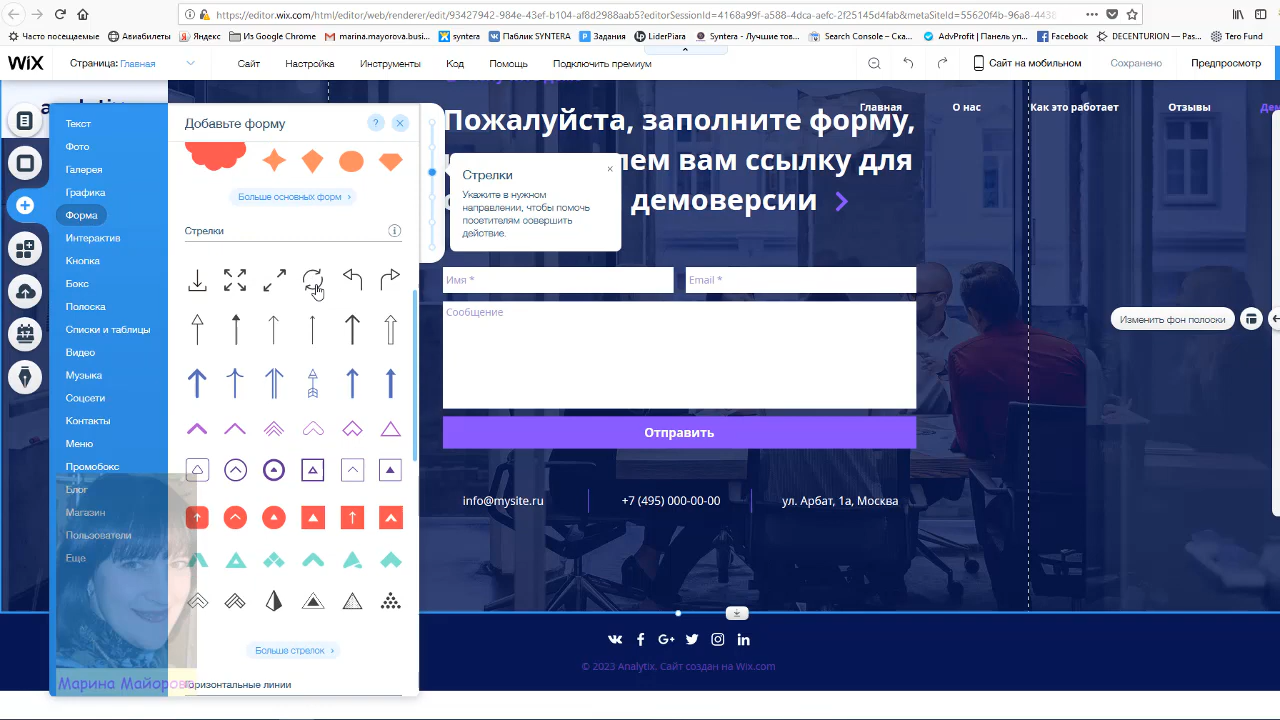 https://editor.wix.com/html/editor/web/renderer/edit/93427942-984e-43ef-b104-af8d2988aab5?editorSessionId=4168a99f-a588-4dca-aefc-2f25145d4fab&metaSiteId=55620f4b-96a8-4438
Часто посещаемые
Авиабилеты
Яндекс
Из Google Chrome
marina.mayorova.busi...
syntera
Паблик SYNTERA
Задания
LiderPiara
Syntera - Лучшие тов...
Search Console – Ска...
AdvProfit | Панель уп...
Facebook
DECENTURION — Рас...
Tero Fund
WiX
Страница: Главная
Сайт
Настройка
Инструменты
Код
Помощь
Подключить премиум
Сайт на мобильном
Сохранено
Предпросмотр
Главная
О нас
Как это работает
Отзывы
Пожалуйста, заполните форму,
лем вам ссылку для
демоверсии
Текст
Фото
Галерея
Графика
Форма
Интерактив
Кнопка
Бокс
Полоска
Списки и таблицы
Видео
Музыка
Соцсети
Контакты
Меню
Промобокс
Блог
Магазин
Пользователи
Еще
Добавьте форму
?
Больше основных форм
Стрелки
Больше стрелок
Горизонтальные линии
Стрелки
Укажите в нужном
направлении, чтобы помочь
посетителям совершить
действие.
Имя *
Email *
Сообщение
Отправить
Изменить фон полоски
info@mysite.ru
+7 (495) 000-00-00
ул. Арбат, 1а, Москва
© 2023 Analytix. Сайт создан на Wix.com
Марина Майорова